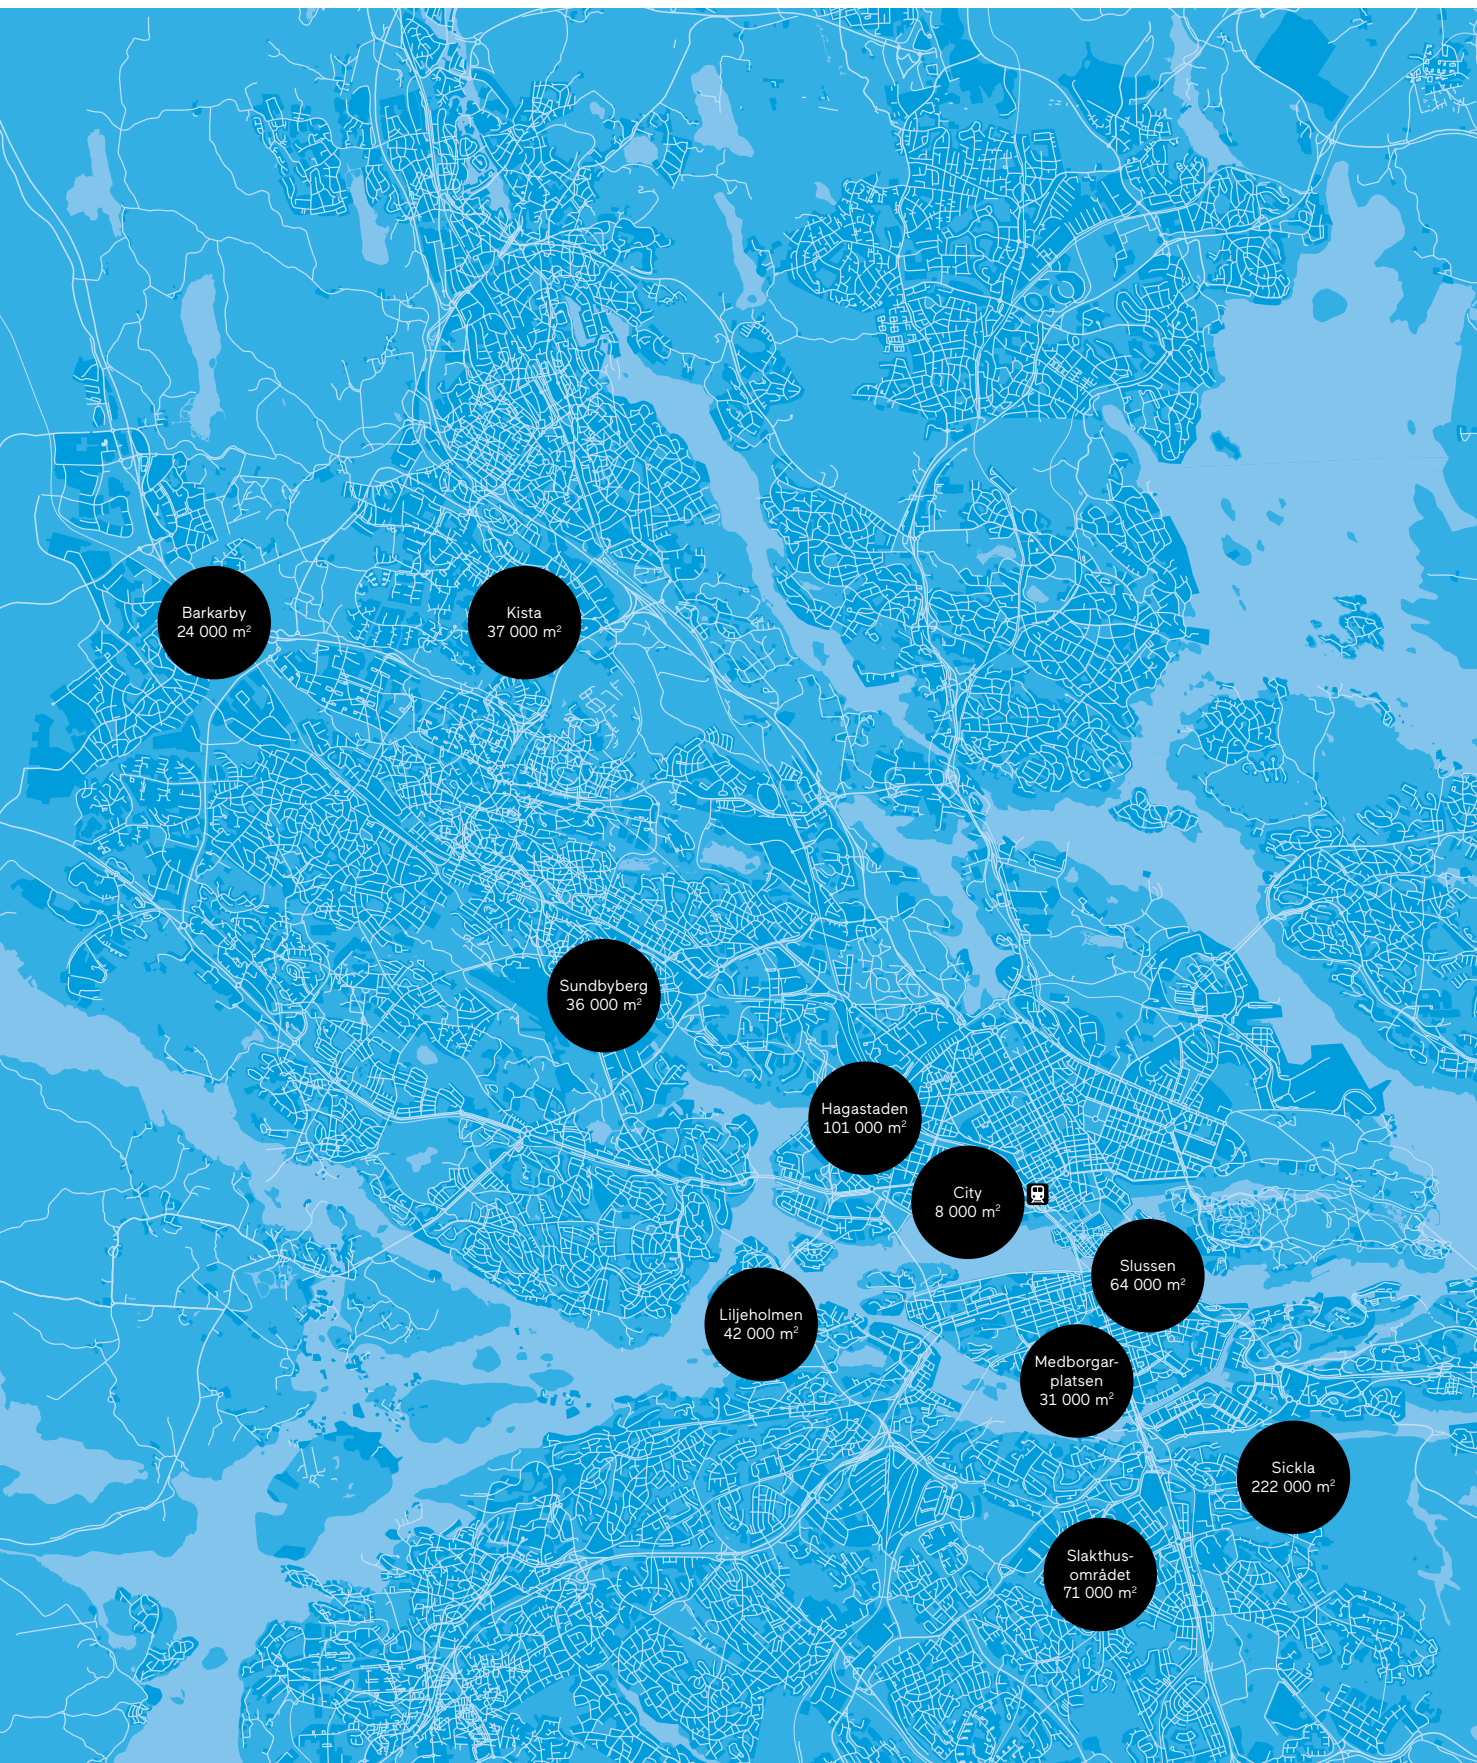 Barkarby
24 000 m²
Kista
37 000 m²
Sundbyberg
36 000 m²
Hagastaden
101 000 m²
City
8 000 m²
Slussen
64 000 m²
Liljeholmen
42 000 m²
Medborgar-
platsen
31 000 m²
Sickla
222 000 m²
Slakthus-
området
71 000 m²